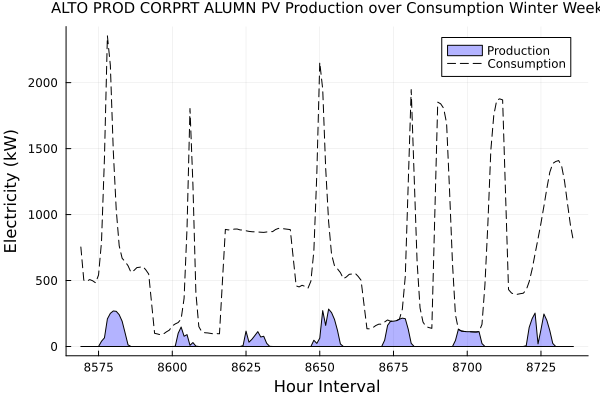 ALTO PROD CORPRT ALUMN PV Production over Consumption Winter Week
Production
Consumption
2000
1500
1000
500
0
Electricity (kW)
8575 8600 8625 8650 8675 8700 8725
Hour Interval